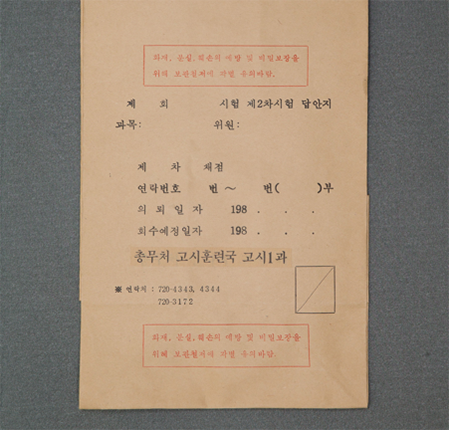 화재, 분실, 훼손의 예방 및 비밀보장을
위해 보관철저에 각별 유의바람.
제 회 시험 제2차시험 답안지
과목: 위원:
제 차 채점
연락번호 번 ~ 번( )부
의뢰일자 198 . . .
회수예정일자 198 . . .
총무처 고시훈련국 고시1과
※ 연락처 : 720-4343, 4344
720-3172
화재, 분실, 훼손의 예방 및 비밀보장을
위해 보관철저에 각별 유의바람.